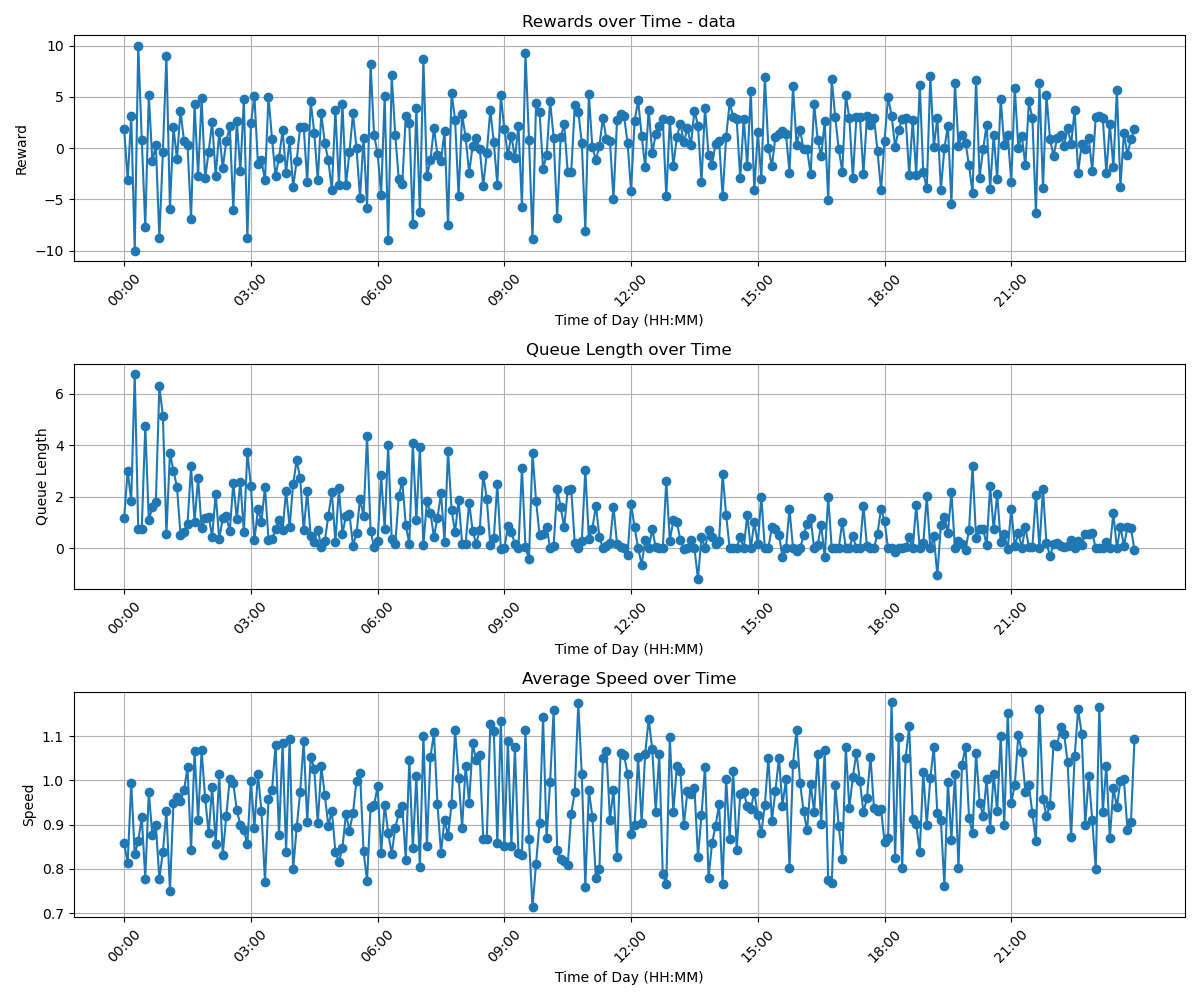 Rewards over Time - data
Reward
10
5
0
−5
−10
00:00 03:00 06:00 09:00 12:00 15:00 18:00 21:00
Time of Day (HH:MM)
Queue Length over Time
Queue Length
6
4
2
0
00:00 03:00 06:00 09:00 12:00 15:00 18:00 21:00
Time of Day (HH:MM)
Average Speed over Time
Speed
1.1
1.0
0.9
0.8
0.7
00:00 03:00 06:00 09:00 12:00 15:00 18:00 21:00
Time of Day (HH:MM)